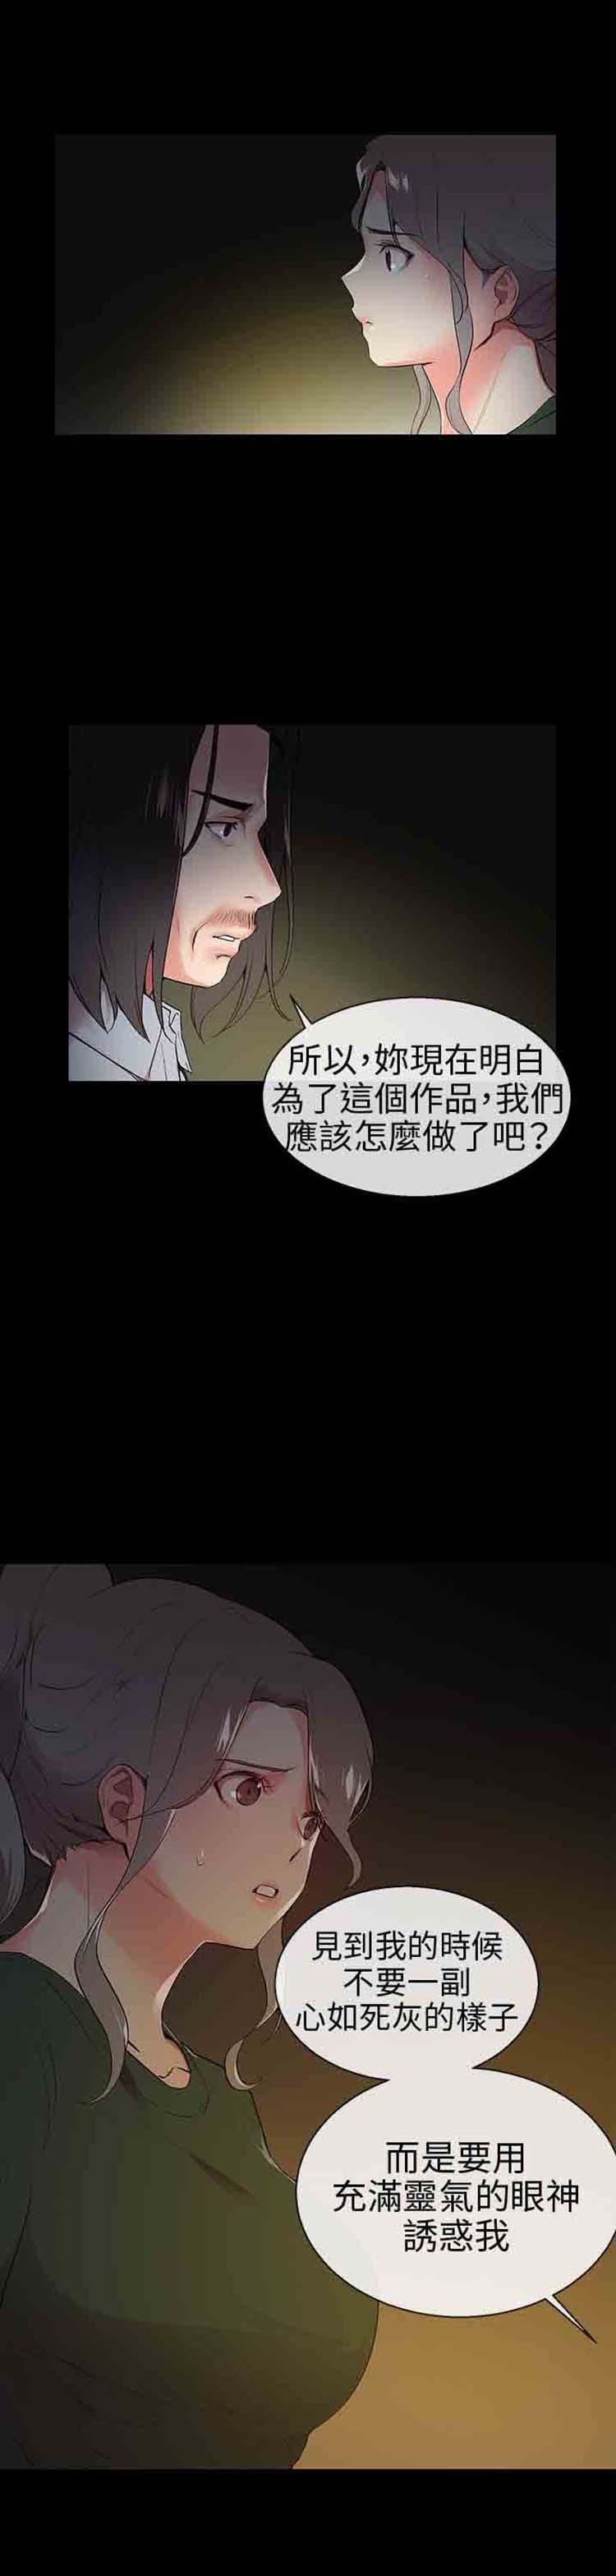 所以,妳現在明白
為了這個作品,我們
應該怎麼做了吧?
見到我的時候
不要一副
心如死灰的樣子
而是要用
充滿靈氣的眼神
誘惑我